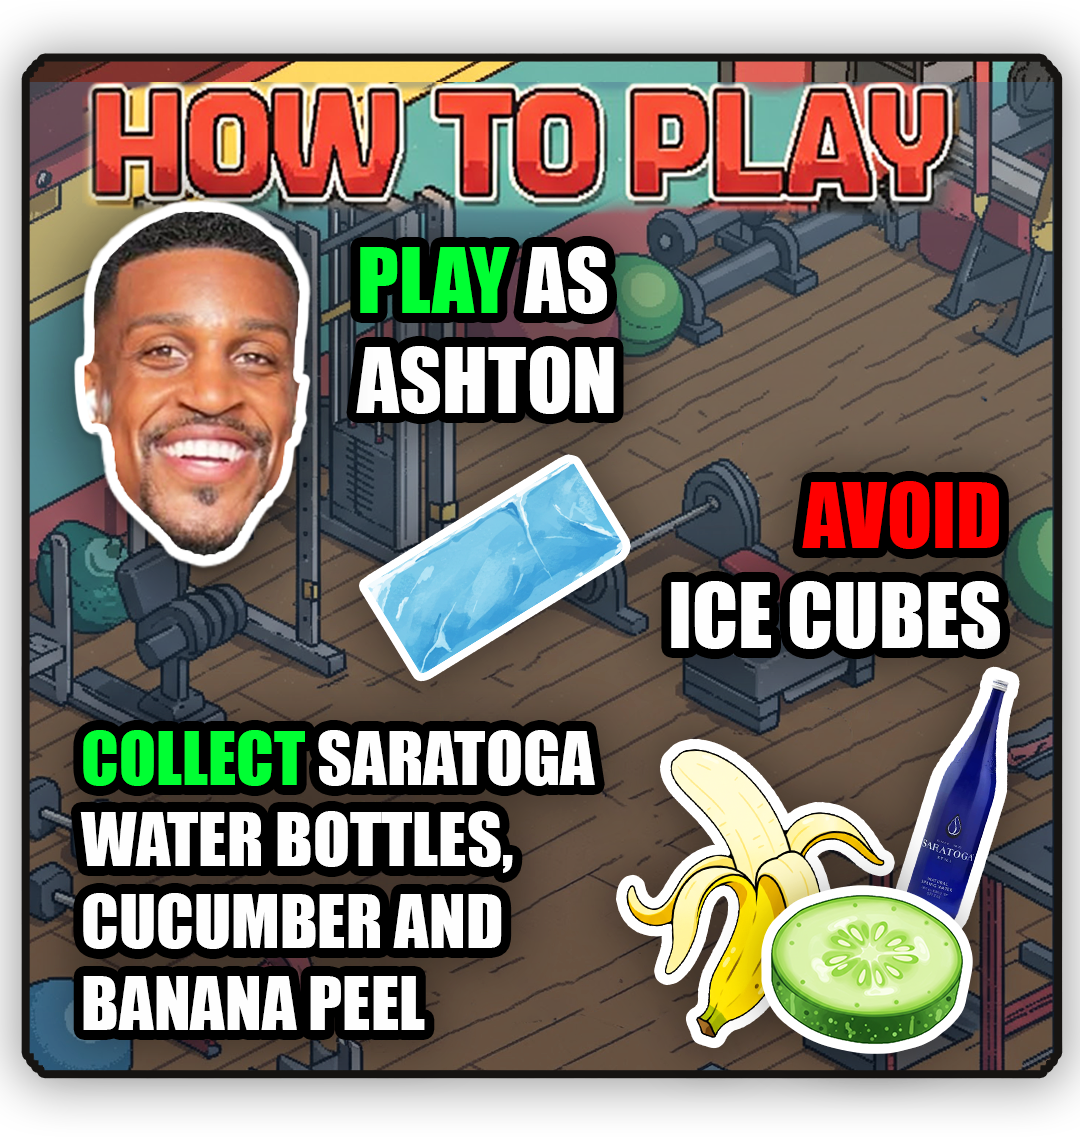 HOW TO PLAY
PLAY AS
ASHTON
AVOID
ICE CUBES
COLLECT SARATOGA
WATER BOTTLES,
CUCUMBER AND
BANANA PEEL
SARATOGA